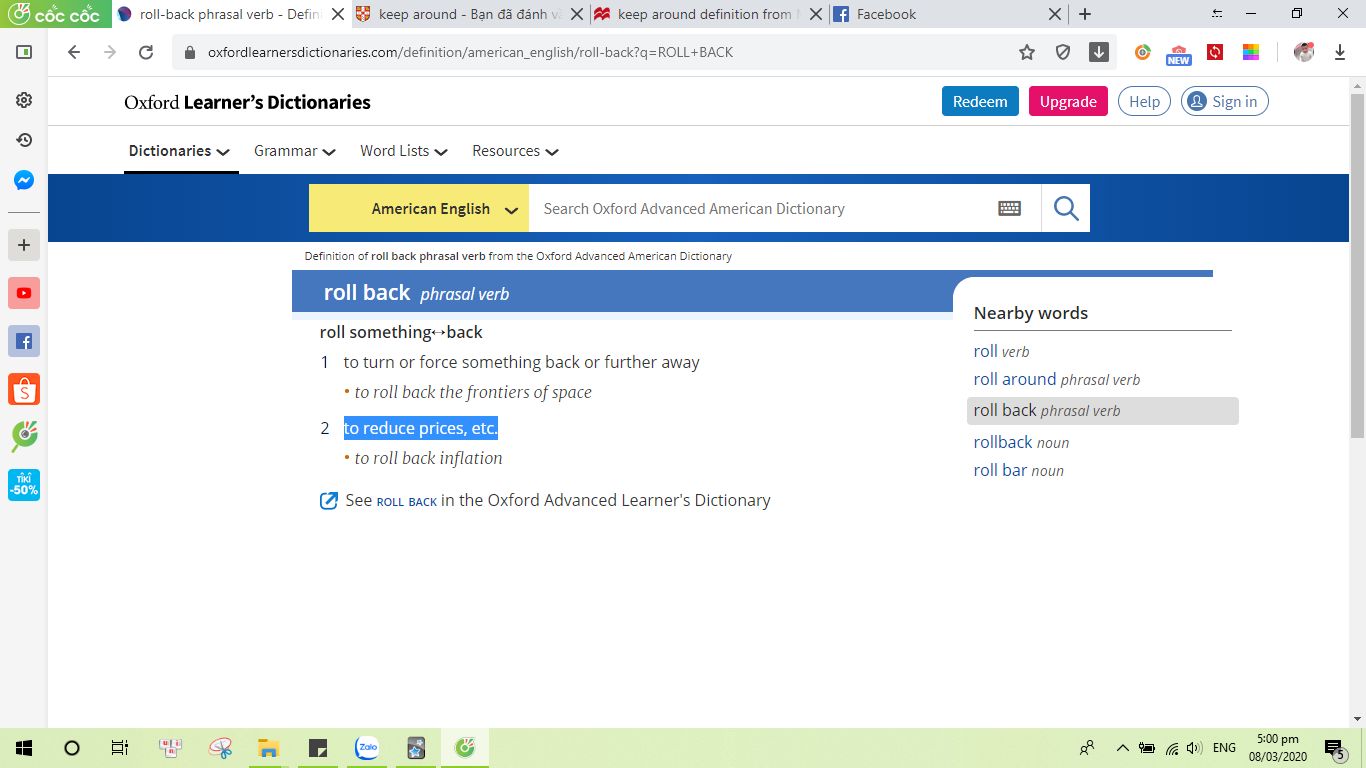 cốc cốc
roll-back phrasal verb - Defin
keep around - Bạn đã đánh v
keep around definition from
Facebook
oxfordlearnersdictionaries.com/definition/american_english/roll-back?q=ROLL+BACK
NEW
Oxford Learner's Dictionaries
Redeem
Upgrade
Help
Sign in
Dictionaries
Grammar
Word Lists
Resources
American English
Search Oxford Advanced American Dictionary
Definition of roll back phrasal verb from the Oxford Advanced American Dictionary
roll back phrasal verb
roll something↔back
1 to turn or force something back or further away
• to roll back the frontiers of space
2 to reduce prices, etc.
• to roll back inflation
See ROLL BACK in the Oxford Advanced Learner's Dictionary
Nearby words
roll verb
roll around phrasal verb
roll back phrasal verb
rollback noun
roll bar noun
TIKI
-50%
Zalo
ENG
5:00 pm
08/03/2020
5